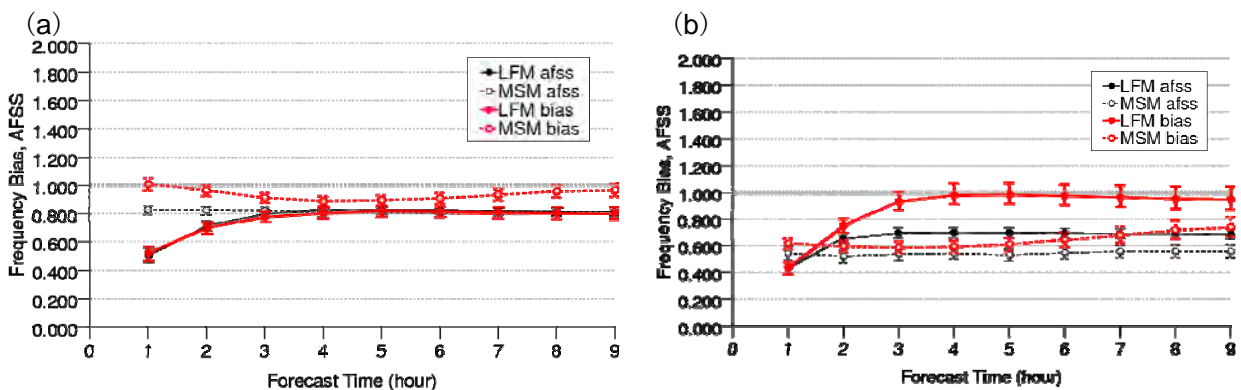 (a)
2.000
1.800
1.600
1.400
1.200
1.000
0.800
0.600
0.400
0.200
0.000
Frequency Bias, AFSS
LFM afss
MSM afss
LFM bias
MSM bias
0 1 2 3 4 5 6 7 8 9
Forecast Time (hour)
(b)
2.000
1.800
1.600
1.400
1.200
1.000
0.800
0.600
0.400
0.200
0.000
Frequency Bias, AFSS
LFM afss
MSM afss
LFM bias
MSM bias
0 1 2 3 4 5 6 7 8 9
Forecast Time (hour)